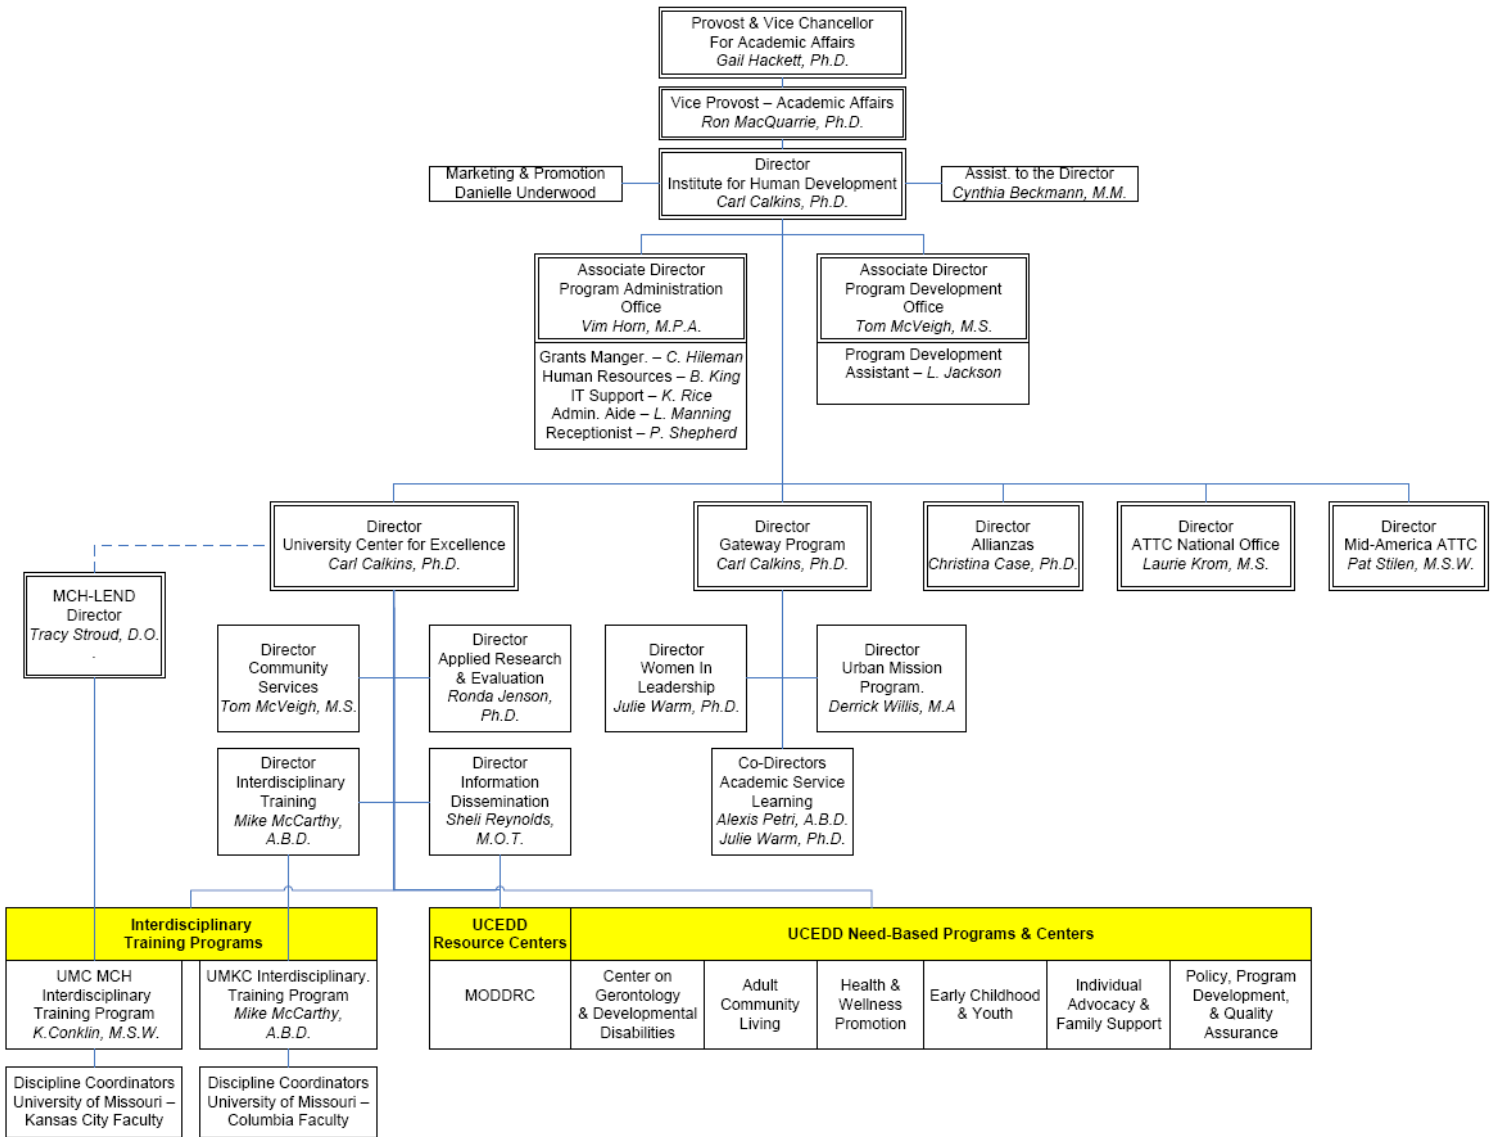 Provost & Vice Chancellor
For Academic Affairs
Gail Hackett, Ph.D.
Vice Provost – Academic Affairs
Ron MacQuarrie, Ph.D.
Marketing & Promotion
Danielle Underwood
Director
Institute for Human Development
Carl Calkins, Ph.D.
Assist. to the Director
Cynthia Beckmann, M.M.
Associate Director
Program Administration
Office
Vim Horn, M.P.A.
Grants Manger. – C. Hileman
Human Resources – B. King
IT Support – K. Rice
Admin. Aide – L. Manning
Receptionist – P. Shepherd
Associate Director
Program Development
Office
Tom McVeigh, M.S.
Program Development
Assistant – L. Jackson
Director
University Center for Excellence
Carl Calkins, Ph.D.
Director
Gateway Program
Carl Calkins, Ph.D.
Director
Allianzas
Christina Case, Ph.D.
Director
ATTC National Office
Laurie Krom, M.S.
Director
Mid-America ATTC
Pat Stilen, M.S.W.
MCH-LEND
Director
Tracy Stroud, D.O.
.
Director
Community
Services
Tom McVeigh, M.S.
Director
Applied Research
& Evaluation
Ronda Jenson,
Ph.D.
Director
Women In
Leadership
Julie Warm, Ph.D.
Director
Urban Mission
Program.
Derrick Willis, M.A
Director
Interdisciplinary
Training
Mike McCarthy,
A.B.D.
Director
Information
Dissemination
Sheli Reynolds,
M.O.T.
Co-Directors
Academic Service
Learning
Alexis Petri, A.B.D.
Julie Warm, Ph.D.
Interdisciplinary
Training Programs
UMC MCH
Interdisciplinary
Training Program
K.Conklin, M.S.W.
UMKC Interdisciplinary.
Training Program
Mike McCarthy,
A.B.D.
Discipline Coordinators
University of Missouri –
Kansas City Faculty
Discipline Coordinators
University of Missouri –
Columbia Faculty
UCEDD
Resource Centers
MODDRC
UCEDD Need-Based Programs & Centers
Center on
Gerontology
& Developmental
Disabilities
Adult
Community
Living
Health &
Wellness
Promotion
Early Childhood
& Youth
Individual
Advocacy &
Family Support
Policy, Program
Development,
& Quality
Assurance